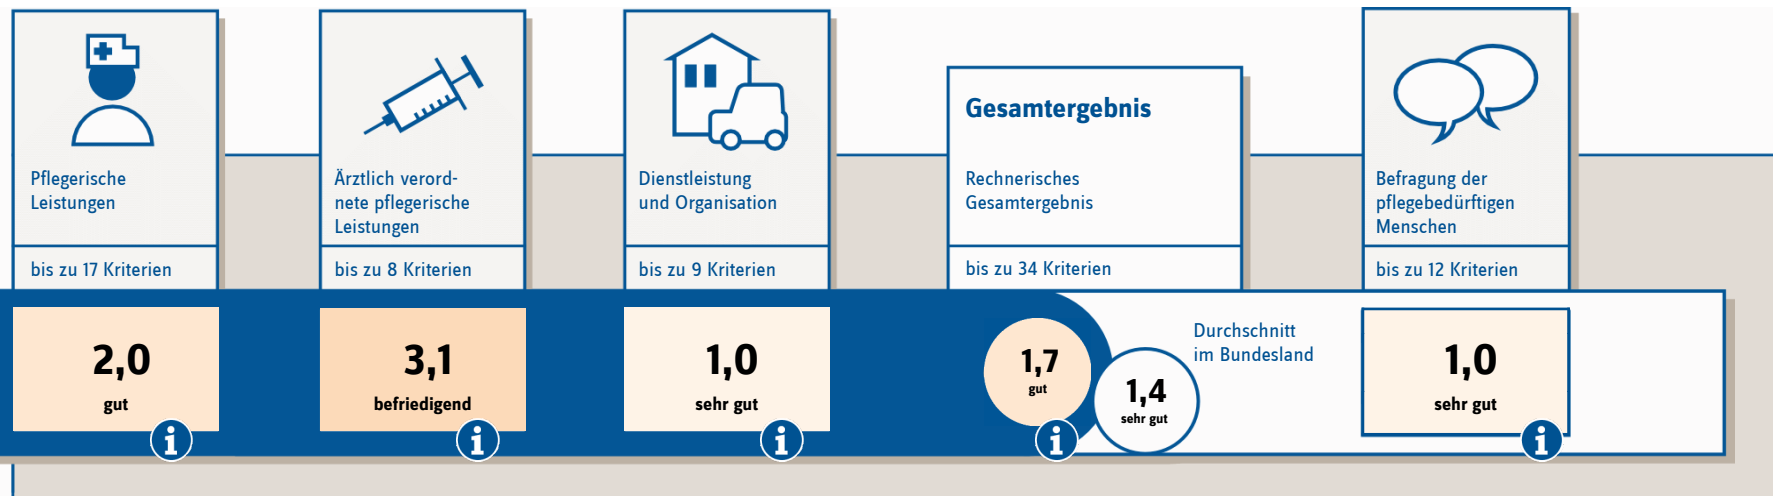 Pflegerische
Leistungen
bis zu 17 Kriterien
2,0
gut
i
Ärztlich verord-
nete pflegerische
Leistungen
bis zu 8 Kriterien
3,1
befriedigend
i
Dienstleistung
und Organisation
bis zu 9 Kriterien
1,0
sehr gut
i
Gesamtergebnis
Rechnerisches
Gesamtergebnis
bis zu 34 Kriterien
1,7
gut
i
1,4
sehr gut
Durchschnitt
im Bundesland
Befragung der
pflegebedürftigen
Menschen
bis zu 12 Kriterien
1,0
sehr gut
i